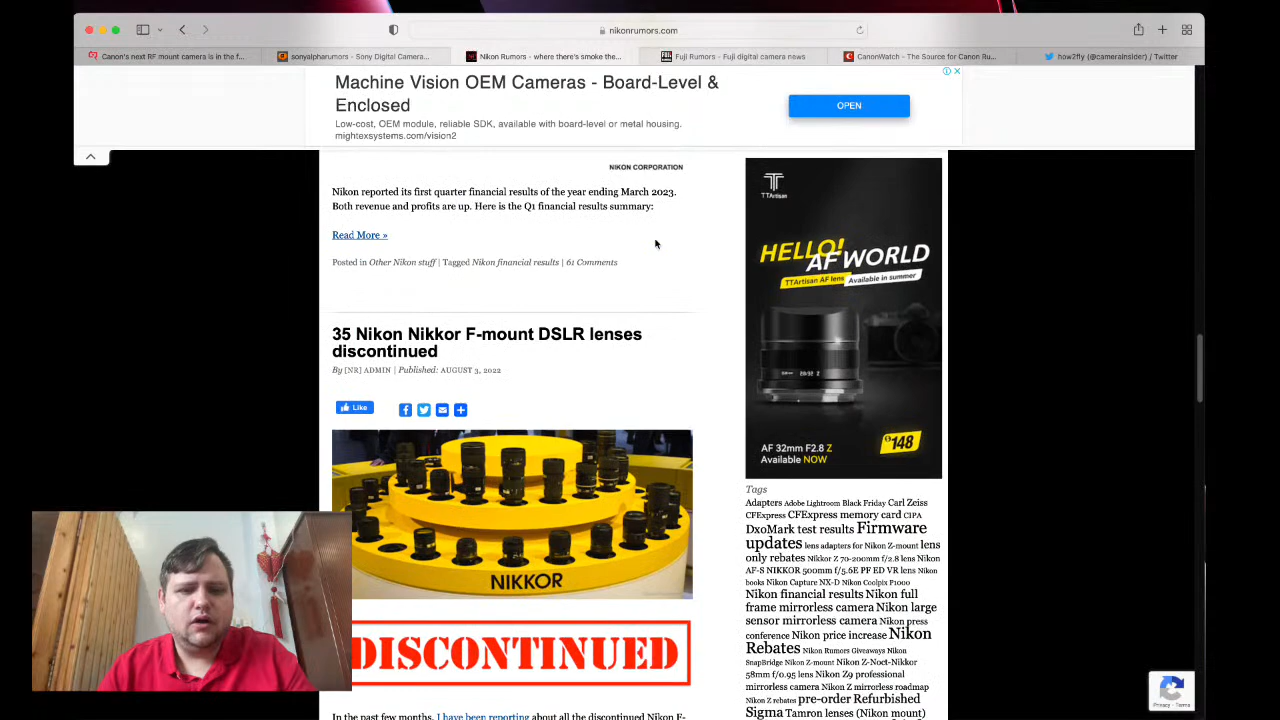 nikonrumors.com
Canon's next RF mount camera is in the f...
sonyalpharumors - Sony Digital Camera...
Nikon Rumors - where there's smoke the...
Fuji Rumors - Fuji digital camera news
CanonWatch - The Source for Canon Ru...
how2fly (@camerainsider) / Twitter
Machine Vision OEM Cameras - Board-Level &
Enclosed
Low-cost, OEM module, reliable SDK, available with board-level or metal housing.
mightexsystems.com/vision2
OPEN
NIKON CORPORATION
Nikon reported its first quarter financial results of the year ending March 2023.
Both revenue and profits are up. Here is the Q1 financial results summary:
Read More »
Posted in Other Nikon stuff | Tagged Nikon financial results | 61 Comments
35 Nikon Nikkor F-mount DSLR lenses
discontinued
By [NR] ADMIN | Published: AUGUST 3, 2022
Like
NIKKOR
DISCONTINUED
In the past few months, I have been reporting about all the discontinued Nikon F-
TTArtisan
HELLO!
AF WORLD
TTArtisan AF lens Available in summer
AF 32mm F2.8 Z
Available NOW
$148
Tags
Adapters Adobe Lightroom Black Friday Carl Zeiss
CFExpress CFExpress memory card CIPA
DxoMark test results Firmware
updates lens adapters for Nikon Z-mount lens
only rebates Nikkor Z 70-200mm f/2.8 lens Nikon
AF-S NIKKOR 500mm f/5.6E PF ED VR lens Nikon
books Nikon Capture NX-D Nikon Coolpix P1000
Nikon financial results Nikon full
frame mirrorless camera Nikon large
sensor mirrorless camera Nikon press
conference Nikon price increase Nikon
Rebates Nikon Rumors Giveaways Nikon
SnapBridge Nikon Z-mount Nikon Z-Noct-Nikkor
58mm f/0.95 lens Nikon Z9 professional
mirrorless camera Nikon Z mirrorless roadmap
Nikon Z rebates pre-order Refurbished
Sigma Tamron lenses (Nikon mount)
Privacy - Terms